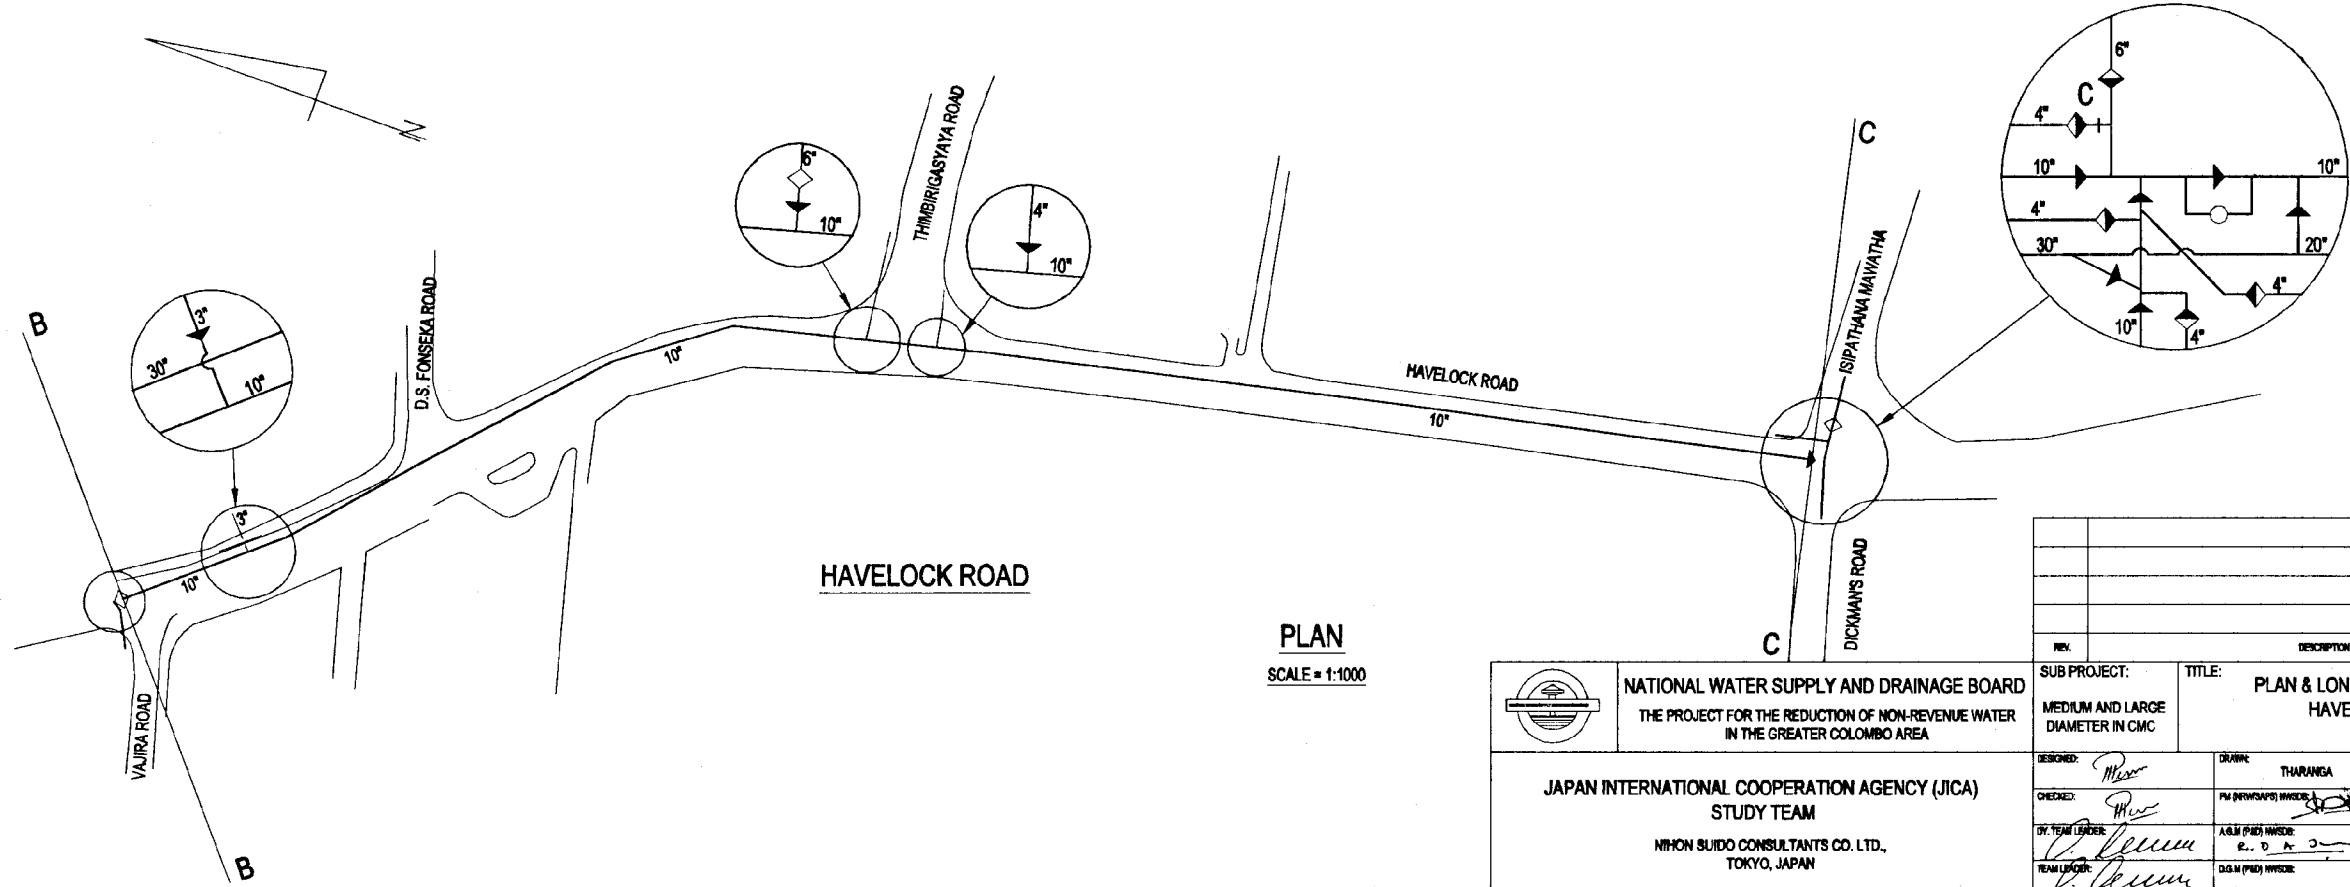 N
B
3"
30"
10"
3"
10"
B
VAJIRA ROAD
D.S. FONSEKA ROAD
10"
6"
10"
THIMBIRIGASYAYA ROAD
4"
10"
HAVELOCK ROAD
10"
C
ISIPATHANA MAWATHA
C
DICKMAN'S ROAD
6"
C
4"
10"
10"
4"
30"
20"
4"
10"
4"
HAVELOCK ROAD
PLAN
SCALE = 1:1000
REV.
DESCRIPTION
NATIONAL WATER SUPPLY AND DRAINAGE BOARD
THE PROJECT FOR THE REDUCTION OF NON-REVENUE WATER
IN THE GREATER COLOMBO AREA
JAPAN INTERNATIONAL COOPERATION AGENCY (JICA)
STUDY TEAM
NIHON SUIDO CONSULTANTS CO. LTD.,
TOKYO, JAPAN
SUB PROJECT:
MEDIUM AND LARGE
DIAMETER IN CMC
TITLE:
PLAN & LON
HAVE
DESIGNED:
DRAWN:
THARANGA
CHECKED:
PM (NRW/SAPS) NWSDB:
DY. TEAM LEADER:
A.G.M (P&D) NWSDB:
TEAM LEADER:
D.G.M (P&D) NWSDB: